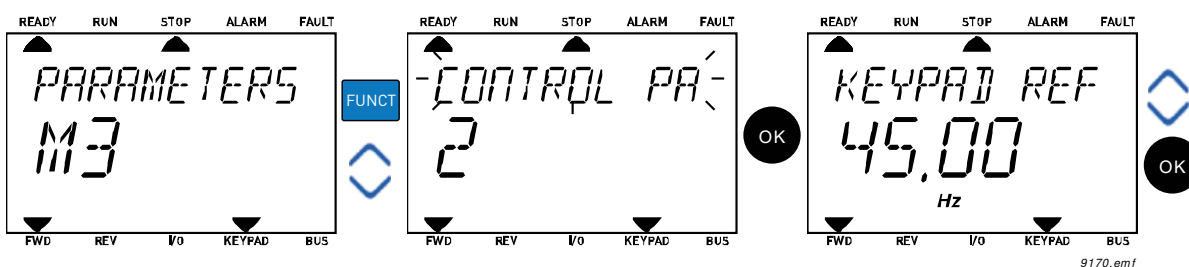 READY RUN STOP ALARM FAULT
PARAMETERS
M3
FWD REV I/O KEYPAD BUS
FUNCT
READY RUN STOP ALARM FAULT
CONTROL PA
2
FWD REV I/O KEYPAD BUS
OK
READY RUN STOP ALARM FAULT
KEYPAD REF
45.00
Hz
FWD REV I/O KEYPAD BUS
OK
9170.emf